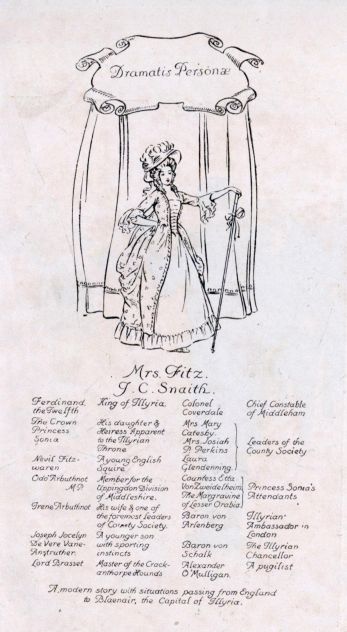 Dramatis Personæ
Mrs. Fitz.
J. C. Snaith.
Ferdinand the Twelfth
King of Illyria.
The Crown Princess Sonia
His daughter & Heiress Apparent to the Illyrian Throne
Nevil Fitz-waren
A young English Squire
Odo Arbuthnot M.P.
Member for the Uppingdon Division of Middleshire.
Irene Arbuthnot
His wife & one of the foremost leaders of County Society.
Joseph Jocelyn De Vere Vane-Anstruther.
A younger son with sporting instincts
Lord Brasset
Master of the Crack-anthorpe Hounds
Colonel Coverdale
Chief Constable of Middleham
Mrs Mary Catesby.
Mrs. Josiah P. Perkins
Laura Glendenning.
Leaders of the County Society
Countess Etta Von Zweidelheim.
The Margravine of Lesser Grabia.
Princess Sonia's Attendants
Baron von Arlenberg
Illyrian Ambassador in London
Baron von Schalk
The Illyrian Chancellor
Alexander O'Mulligan.
A pugilist
A modern story with situations passing from England
to Blaenair, the Capital of Illyria.